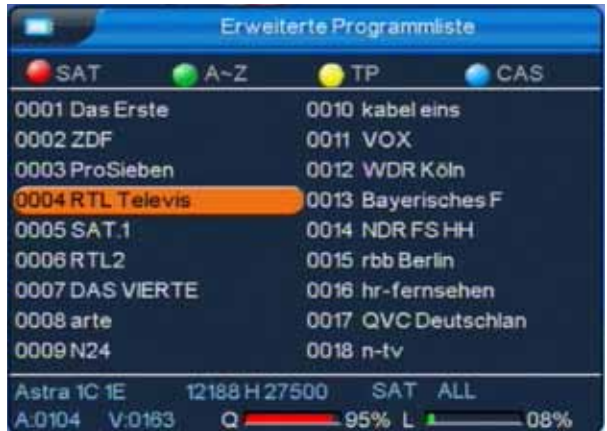 Erweiterte Programmliste
SAT A~Z TP CAS
0001 Das Erste
0002 ZDF
0003 ProSieben
0004 RTL Televis
0005 SAT.1
0006 RTL2
0007 DAS VIERTE
0008 arte
0009 N24
0010 kabel eins
0011 VOX
0012 WDR Köln
0013 Bayerisches F
0014 NDR FS HH
0015 rbb Berlin
0016 hr-fernsehen
0017 QVC Deutschlan
0018 n-tv
Astra 1C 1E 12188 H 27500 SAT ALL
A:0104 V:0163 Q 95% L 08%